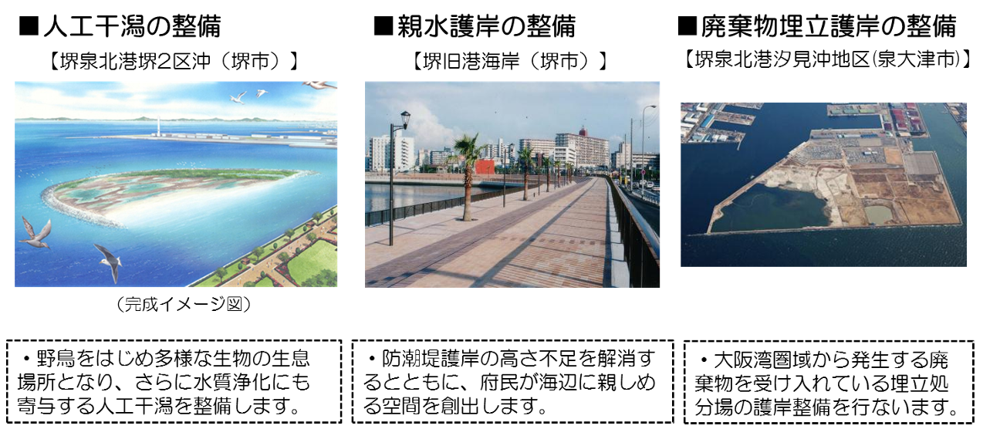 ■人工干潟の整備
【堺泉北港堺2区沖（堺市）】
（完成イメージ図）
・野鳥をはじめ多様な生物の生息
場所となり、さらに水質浄化にも
寄与する人工干潟を整備します。
■親水護岸の整備
【堺旧港海岸（堺市）】
・防潮堤護岸の高さ不足を解消す
るとともに、府民が海辺に親しめ
る空間を創出します。
■廃棄物埋立護岸の整備
【堺泉北港汐見沖地区(泉大津市)】
・大阪湾圏域から発生する廃
棄物を受け入れている埋立処
分場の護岸整備を行ないます。